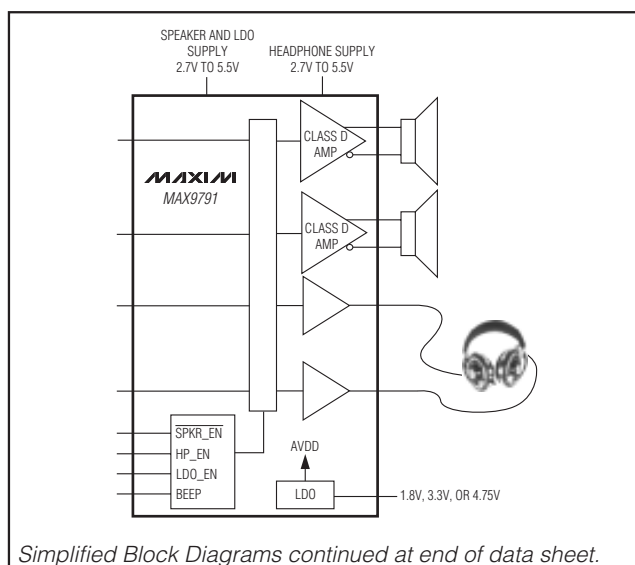 SPEAKER AND LDO
SUPPLY
2.7V TO 5.5V
HEADPHONE SUPPLY
2.7V TO 5.5V
CLASS D
AMP
MAXIM
MAX9791
CLASS D
AMP
SPKR_EN
HP_EN
LDO_EN
BEEP
AVDD
LDO
1.8V, 3.3V, OR 4.75V
Simplified Block Diagrams continued at end of data sheet.